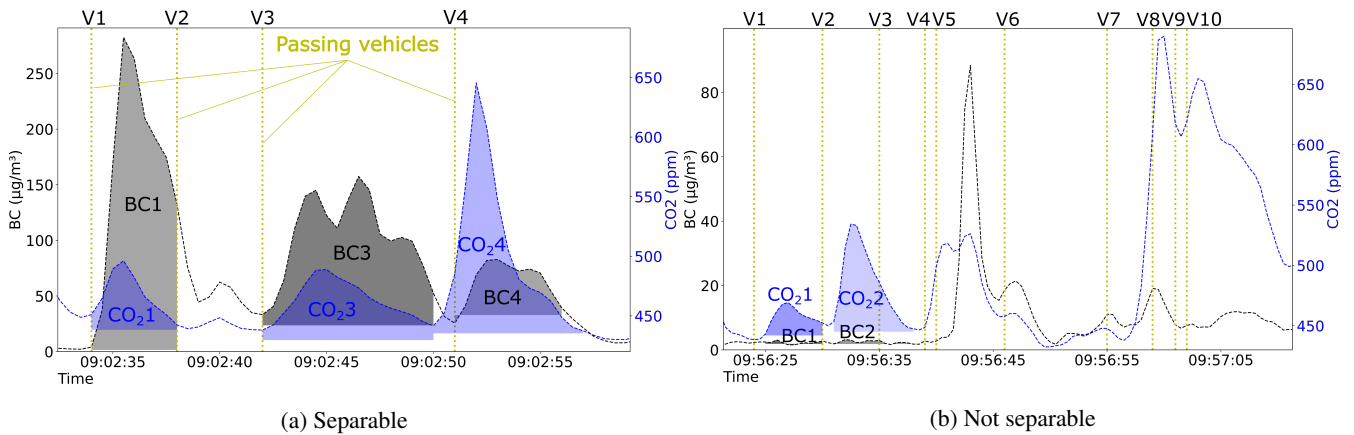 V1 V2 V3 V4
Passing vehicles
BC (μg/m³)
250
200
150
100
50
0
650
600
550
500
450
CO2 (ppm)
BC1
CO₂1
BC3
CO₂3
CO₂4
BC4
09:02:35 09:02:40 09:02:45 09:02:50 09:02:55
Time
(a) Separable
V1 V2 V3 V4 V5 V6 V7 V8 V9 V10
BC (μg/m³)
80
60
40
20
0
650
600
550
500
450
CO2 (ppm)
CO₂1
BC1
CO₂2
BC2
09:56:25 09:56:35 09:56:45 09:56:55 09:57:05
Time
(b) Not separable